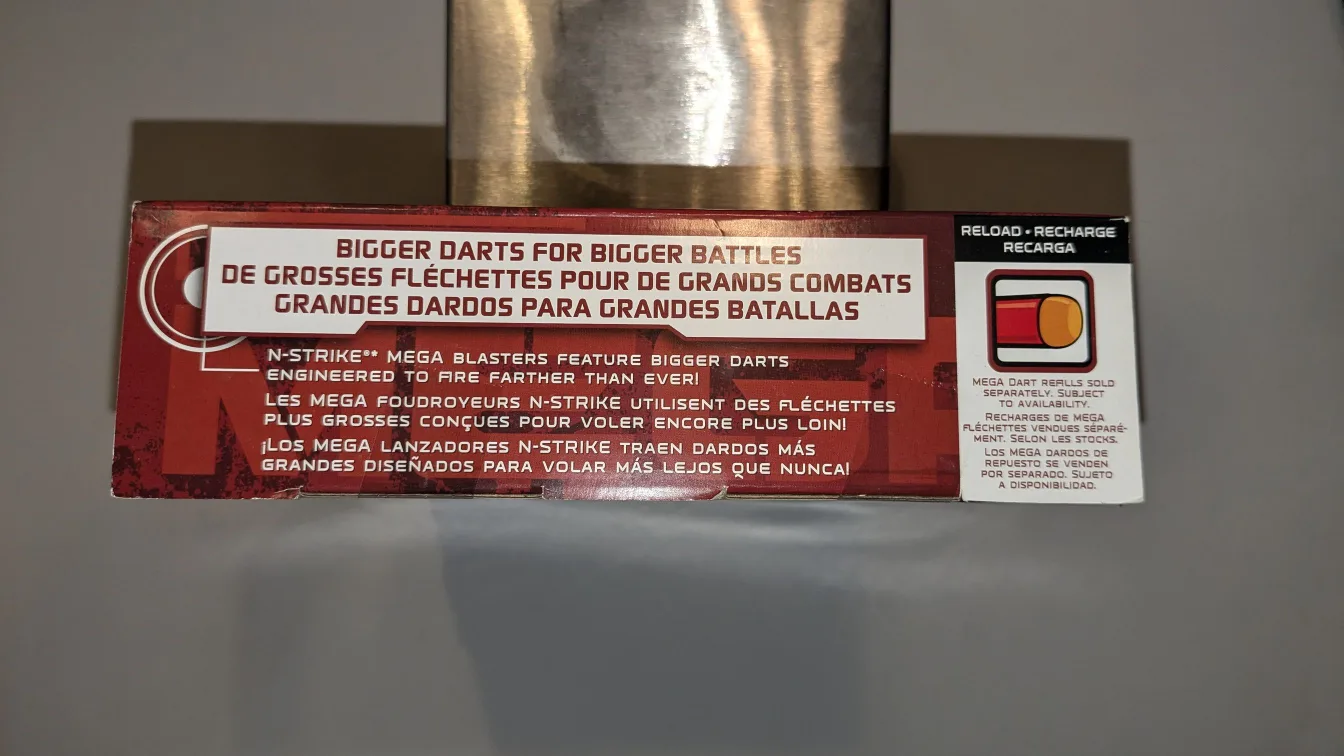 BIGGER DARTS FOR BIGGER BATTLES
DE GROSSES FLÉCHETTES POUR DE GRANDS COMBATS
GRANDES DARDOS PARA GRANDES BATALLAS
N-STRIKE®* MEGA BLASTERS FEATURE BIGGER DARTS
ENGINEERED TO FIRE FARTHER THAN EVER!
LES MEGA FOUDROYEURS N-STRIKE UTILISENT DES FLÉCHETTES
PLUS GROSSES CONÇUES POUR VOLER ENCORE PLUS LOIN!
¡LOS MEGA LANZADORES N-STRIKE TRAEN DARDOS MÁS
GRANDES DISEÑADOS PARA VOLAR MÁS LEJOS QUE NUNCA!
RELOAD • RECHARGE
RECARGA
MEGA DART REFILLS SOLD
SEPARATELY. SUBJECT
TO AVAILABILITY.
RECHARGES DE MEGA
FLÉCHETTES VENDUES SÉPARÉ-
MENT. SELON LES STOCKS.
LOS MEGA DARDOS DE
REPUESTO SE VENDEN
POR SEPARADO. SUJETO
A DISPONIBILIDAD.